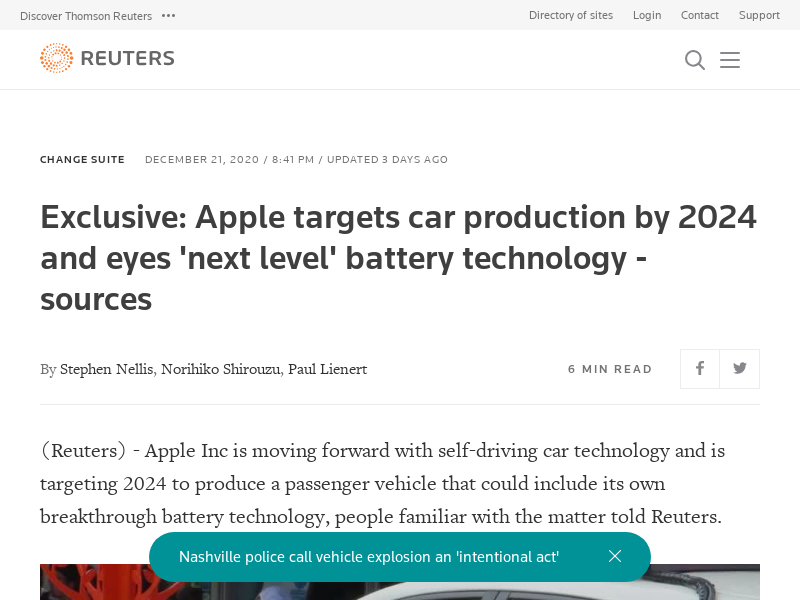 Discover Thomson Reuters
Directory of sites Login Contact Support
REUTERS
CHANGE SUITE DECEMBER 21, 2020 / 8:41 PM / UPDATED 3 DAYS AGO
Exclusive: Apple targets car production by 2024
and eyes 'next level' battery technology -
sources
By Stephen Nellis, Norihiko Shirouzu, Paul Lienert
6 MIN READ
(Reuters) - Apple Inc is moving forward with self-driving car technology and is
targeting 2024 to produce a passenger vehicle that could include its own
breakthrough battery technology, people familiar with the matter told Reuters.
Nashville police call vehicle explosion an 'intentional act'